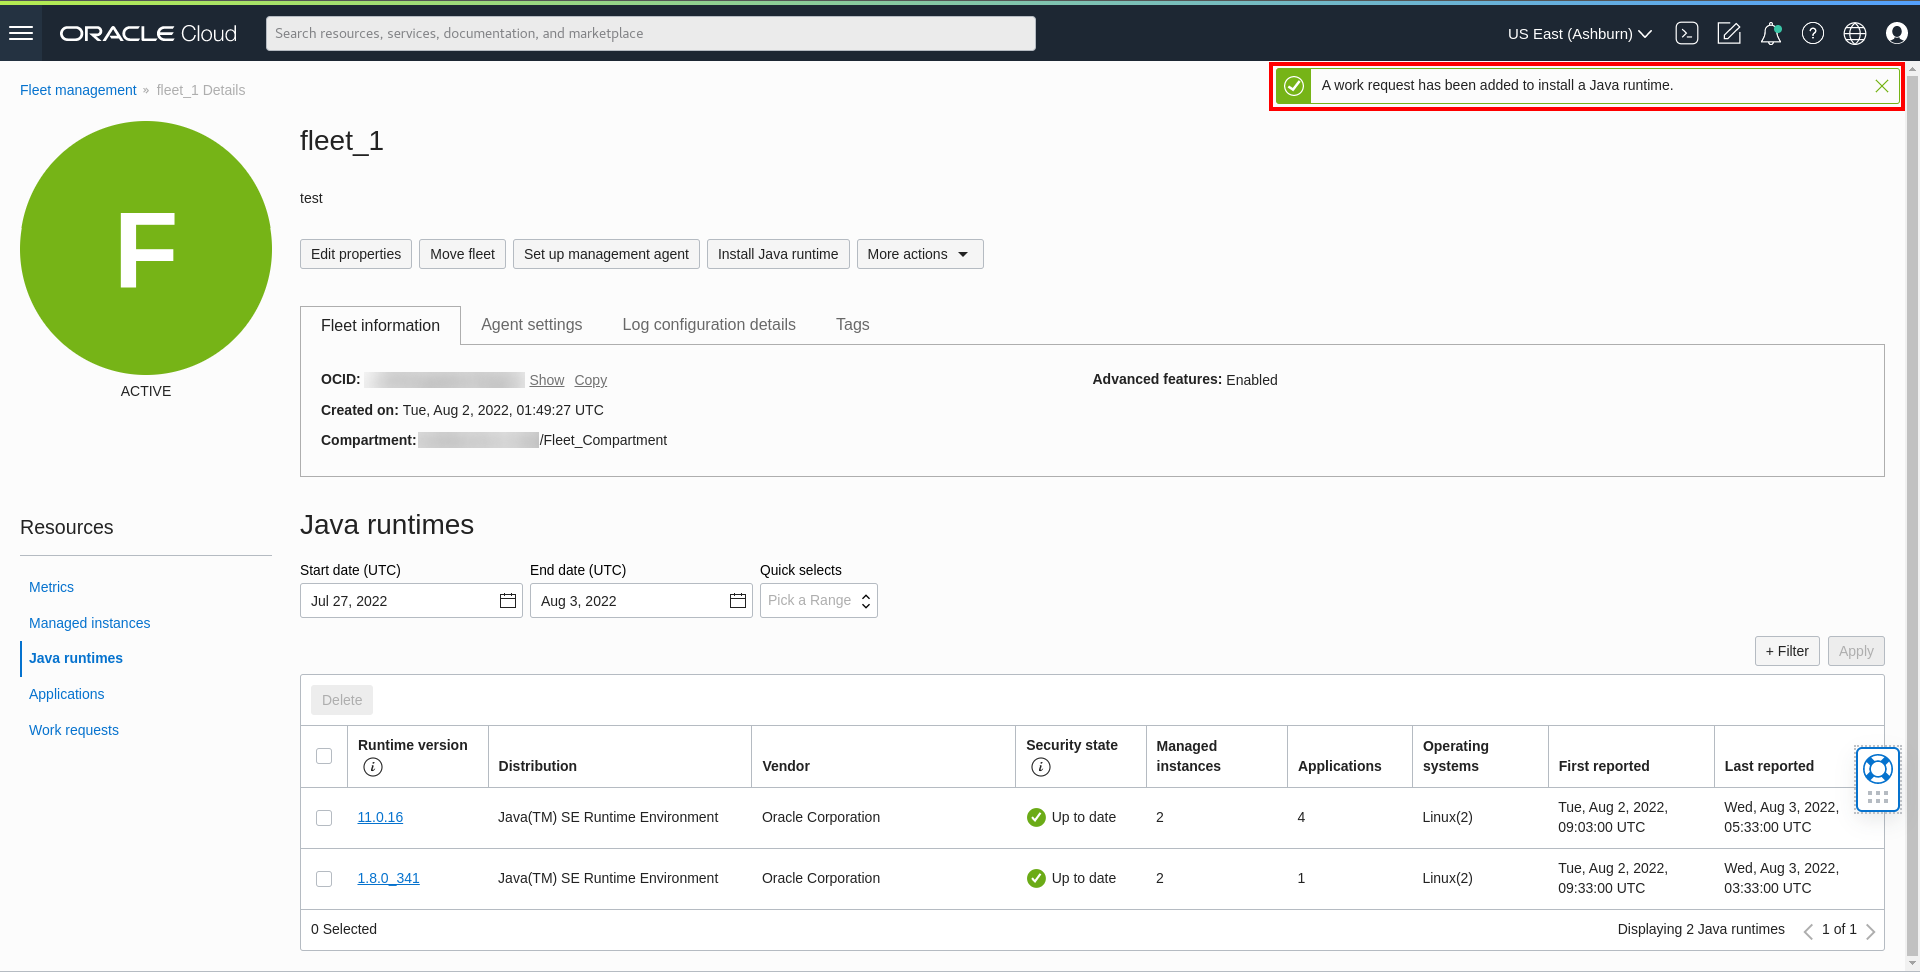 ORACLE Cloud
Search resources, services, documentation, and marketplace
US East (Ashburn)
Fleet management » fleet_1 Details
A work request has been added to install a Java runtime.
F
ACTIVE
fleet_1
test
Edit properties
Move fleet
Set up management agent
Install Java runtime
More actions
Fleet information
Agent settings
Log configuration details
Tags
OCID: Show Copy
Advanced features: Enabled
Created on: Tue, Aug 2, 2022, 01:49:27 UTC
Compartment: /Fleet_Compartment
Resources
Metrics
Managed instances
Java runtimes
Applications
Work requests
Java runtimes
Start date (UTC)
End date (UTC)
Quick selects
Jul 27, 2022
Aug 3, 2022
Pick a Range
+ Filter
Apply
Delete
Runtime version
Distribution
Vendor
Security state
Managed
instances
Applications
Operating
systems
First reported
Last reported
11.0.16
Java(TM) SE Runtime Environment
Oracle Corporation
Up to date
2
4
Linux(2)
Tue, Aug 2, 2022,
09:03:00 UTC
Wed, Aug 3, 2022,
05:33:00 UTC
1.8.0_341
Java(TM) SE Runtime Environment
Oracle Corporation
Up to date
2
1
Linux(2)
Tue, Aug 2, 2022,
09:33:00 UTC
Wed, Aug 3, 2022,
03:33:00 UTC
0 Selected
Displaying 2 Java runtimes
1 of 1